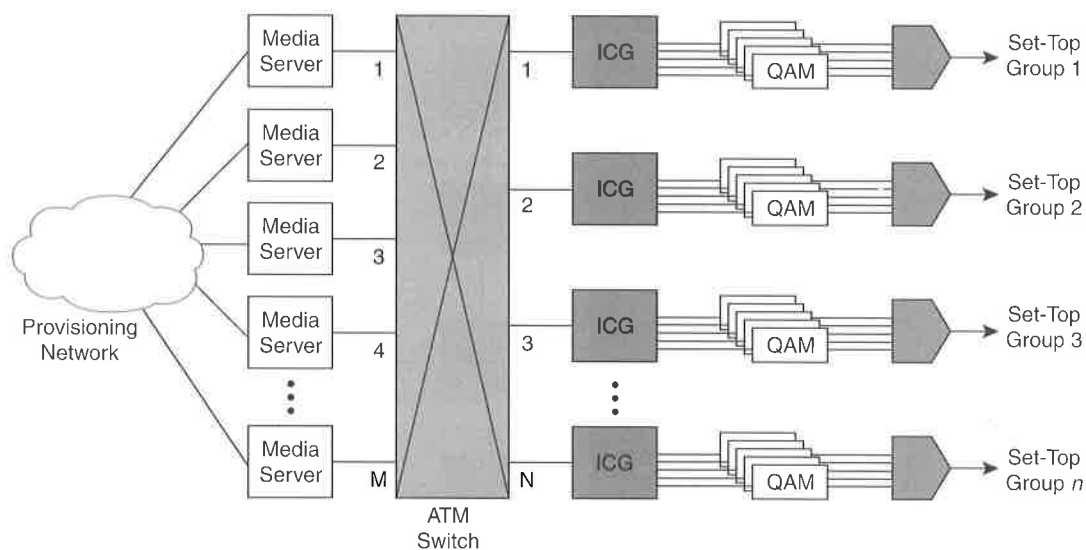 Media
Server
1
Media
Server
2
Media
Server
3
Media
Server
4
Media
Server
M
Provisioning
Network
ATM
Switch
1
ICG
QAM
Set-Top
Group 1
2
ICG
QAM
Set-Top
Group 2
3
ICG
QAM
Set-Top
Group 3
N
ICG
QAM
Set-Top
Group n